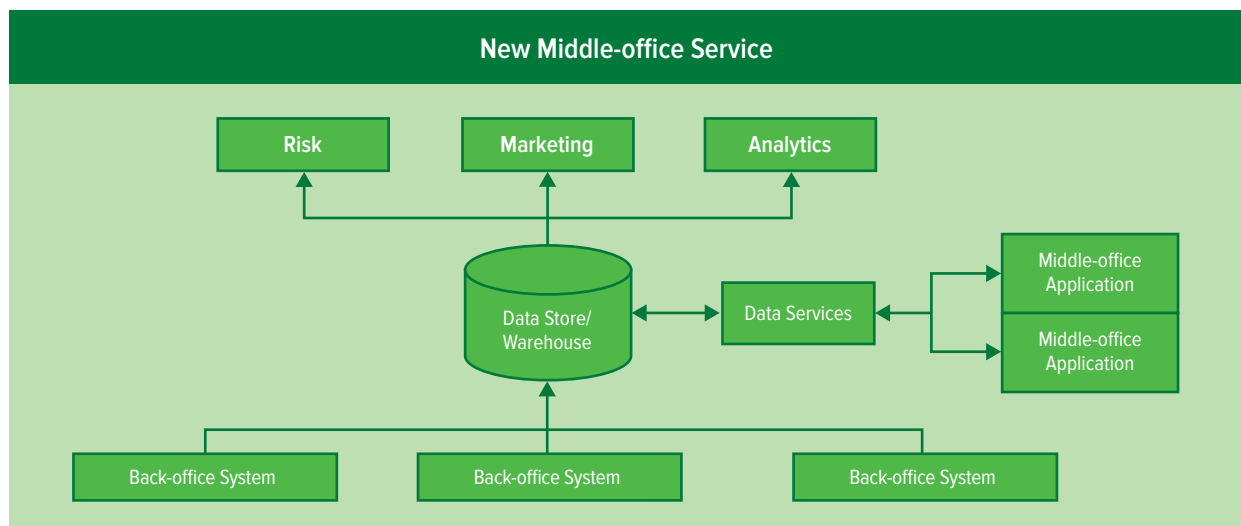 New Middle-office Service
Risk
Marketing
Analytics
Data Store/
Warehouse
Data Services
Middle-office
Application
Middle-office
Application
Back-office System
Back-office System
Back-office System